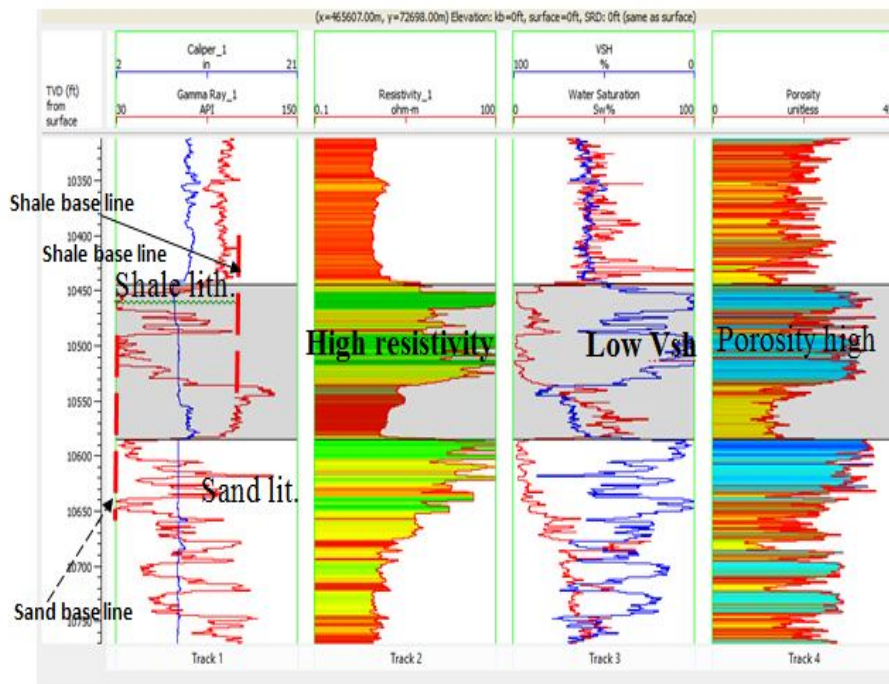 (x=465607.00m, y=72698.00m) Elevation: kb=0ft, surface=0ft, SRD: 0ft (same as surface)
Caliper_1
2 in 21
TVD (ft)
from
surface
Gamma Ray_1
30 API 150
Resistivity_1
0.1 ohm-m 100
VSH
100 % 0
Water Saturation
0 Sw% 100
Porosity
0 unitless 4
10350
10400
10450
10500
10550
10600
10650
10700
10750
Shale base line
Shale base line
Shale lith.
High resistivity
Low Vsh
Porosity high
Sand lit.
Sand base line
Track 1
Track 2
Track 3
Track 4